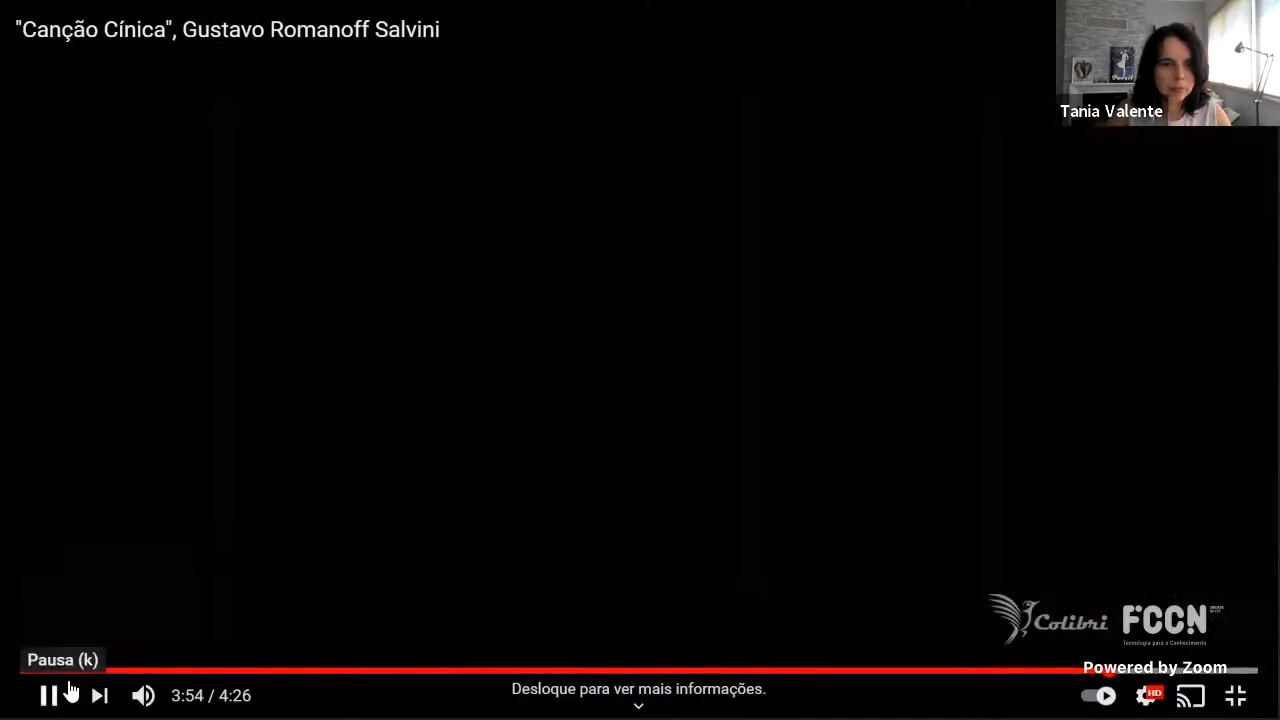 "Canção Cínica", Gustavo Romanoff Salvini
Tania Valente
Colibri
FCCN
Tecnologia para o Conhecimento
Pausa (k)
Powered by Zoom
3:54 / 4:26
Desloque para ver mais informações.
HD